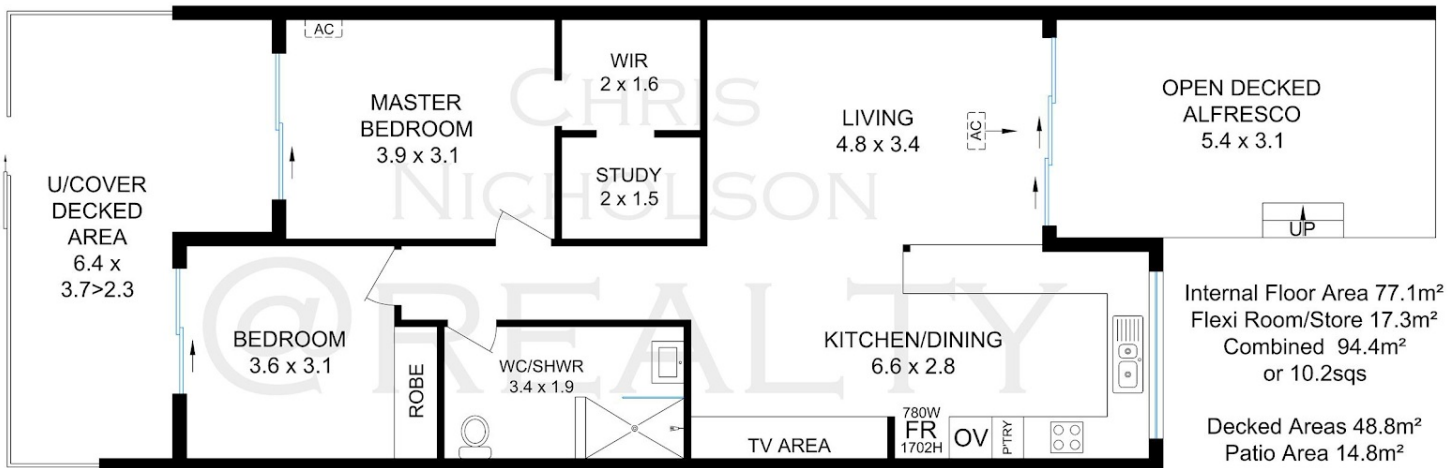 AC
MASTER
BEDROOM
3.9 x 3.1
WIR
2 x 1.6
STUDY
2 x 1.5
LIVING
4.8 x 3.4
AC
OPEN DECKED
ALFRESCO
5.4 x 3.1
UP
U/COVER
DECKED
AREA
6.4 x
3.7>2.3
BEDROOM
3.6 x 3.1
ROBE
WC/SHWR
3.4 x 1.9
KITCHEN/DINING
6.6 x 2.8
TV AREA
780W
FR
1702H
OV
P'TRY
Internal Floor Area 77.1m²
Flexi Room/Store 17.3m²
Combined 94.4m²
or 10.2sqs
Decked Areas 48.8m²
Patio Area 14.8m²
CHRIS
NICHOLSON
@REALTY